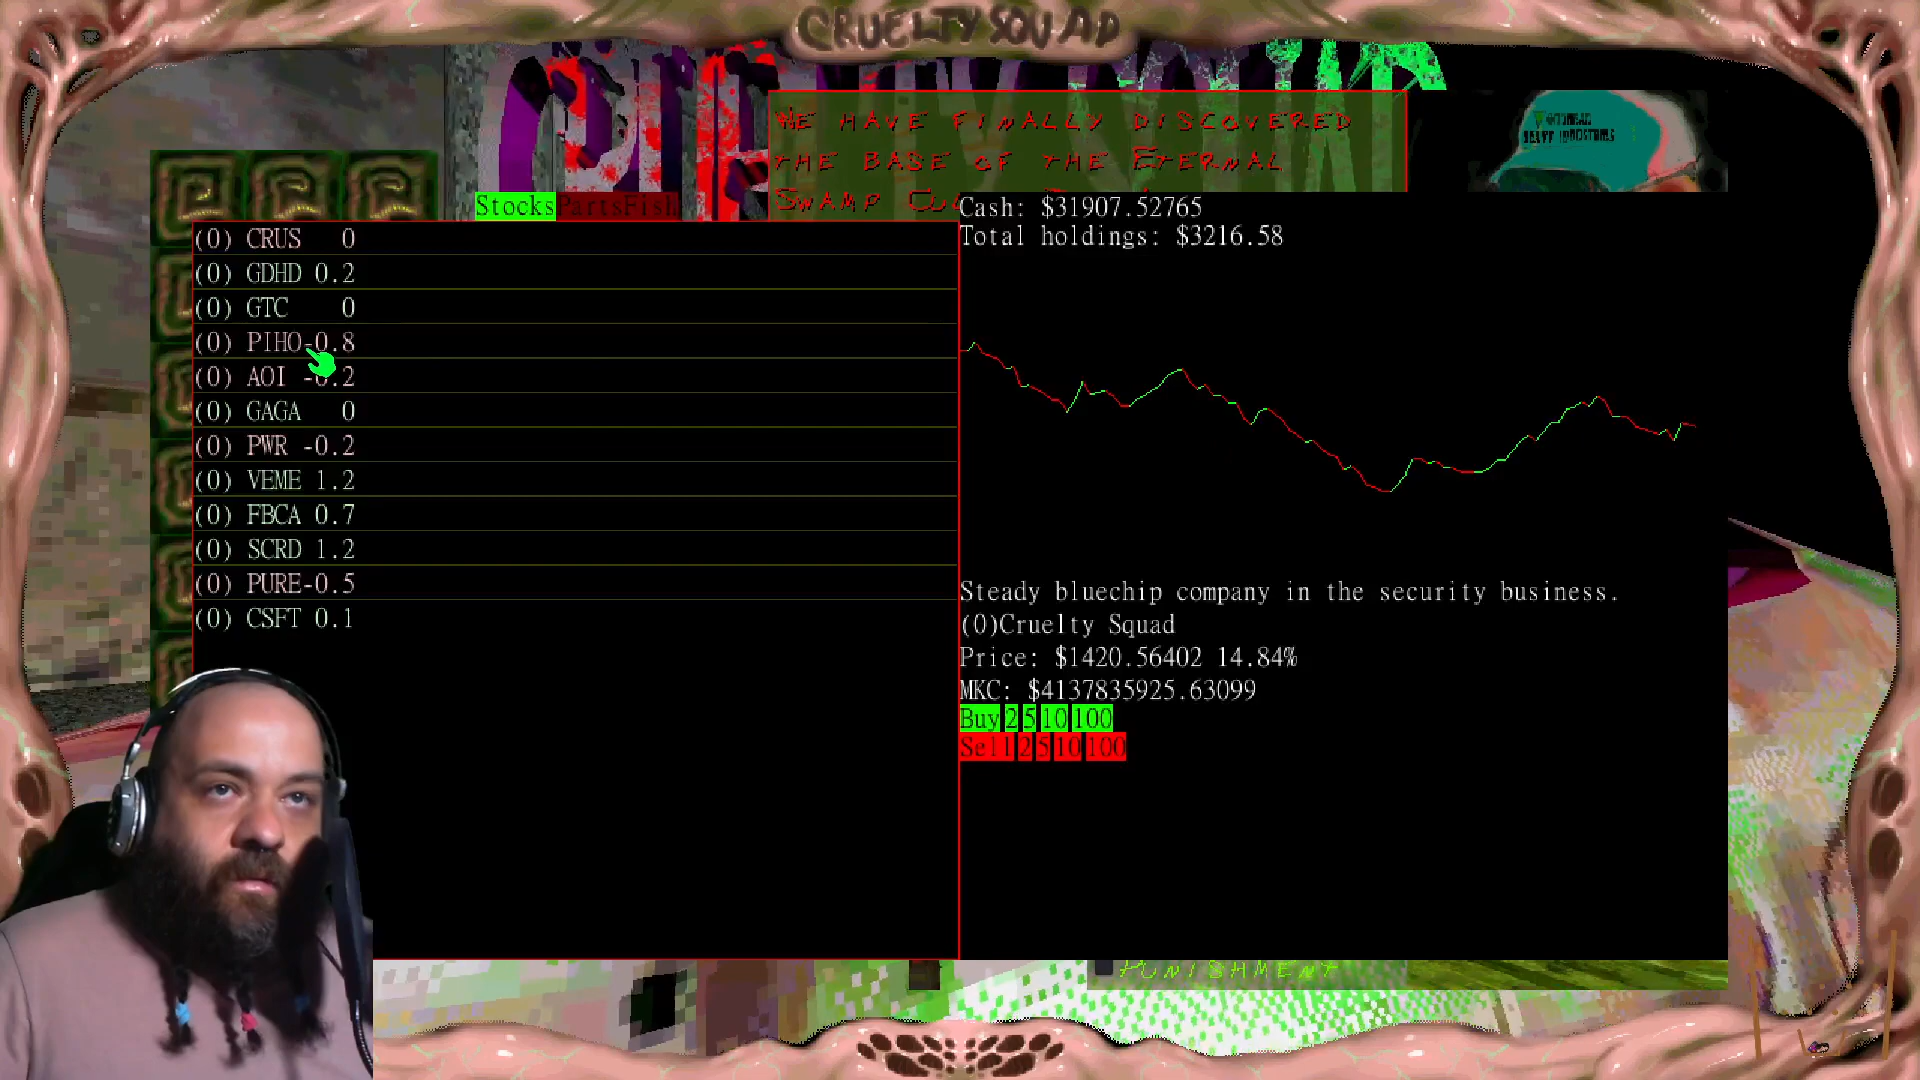 CRUELTY SQUAD
WE HAVE FINALLY DISCOVERED
THE BASE OF THE ETERNAL
SWAMP
Stocks Parts Fish
Cash: $31907.52765
Total holdings: $3216.58
(0) CRUS 0
(0) GDHD 0.2
(0) GTC 0
(0) PIHO-0.8
(0) AOI -0.2
(0) GAGA 0
(0) PWR -0.2
(0) VEME 1.2
(0) FBCA 0.7
(0) SCRD 1.2
(0) PURE-0.5
(0) CSFT 0.1
Steady bluechip company in the security business.
(0)Cruelty Squad
Price: $1420.56402 14.84%
MKC: $4137835925.63099
Buy 2 5 10 100
Sell 2 5 10 100
PUNISHMENT